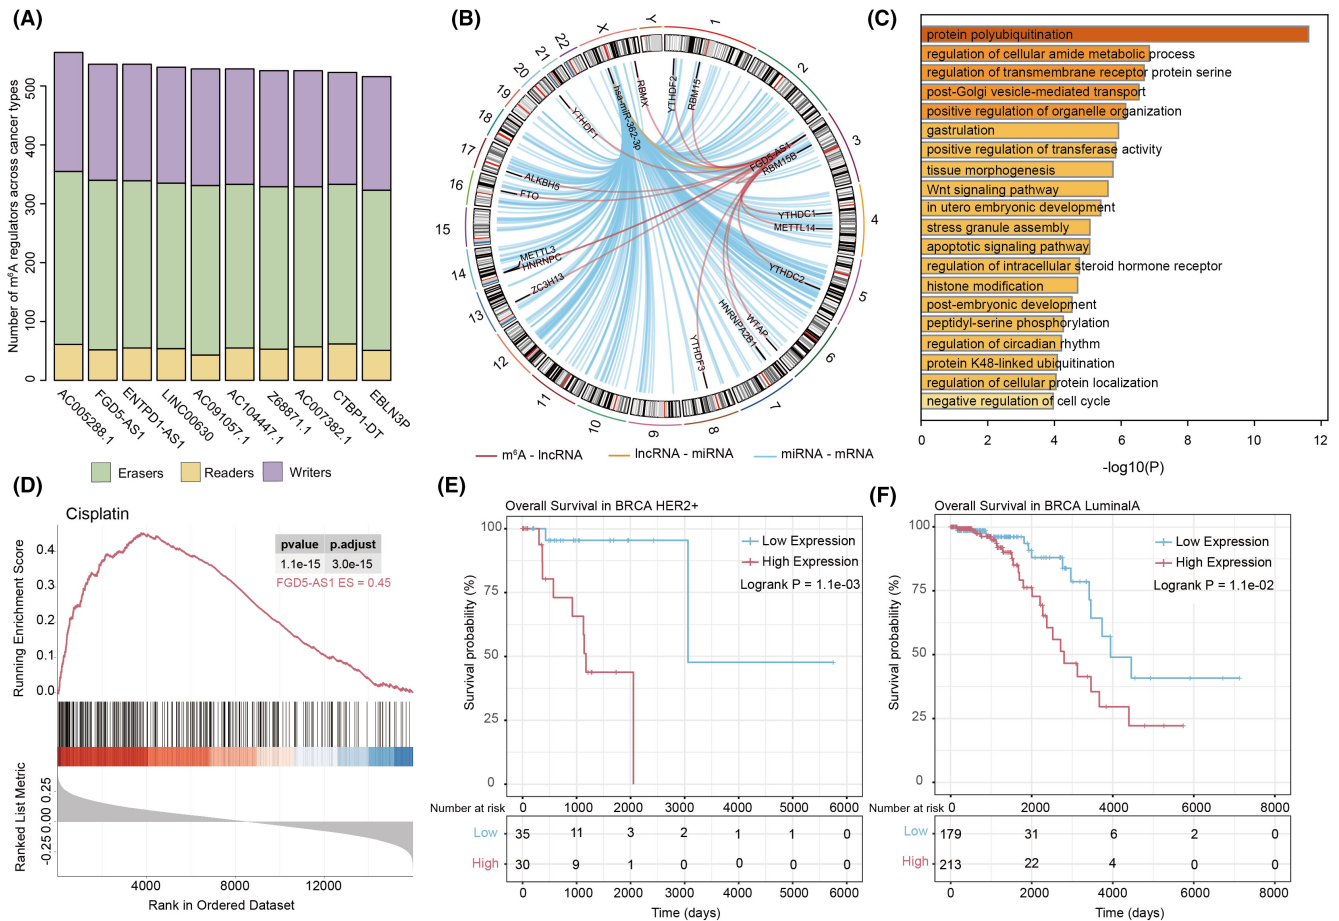 (A)
Number of m⁶A regulators across cancer types
500
400
300
200
100
0
AC005288.1
FGD5-AS1
ENTPD1-AS1
LINC00630
AC091057.1
AC104447.1
Z68871.1
AC007382.1
CTBP1-DT
EBLN3P
Erasers
Readers
Writers
(B)
1
2
3
4
5
6
7
8
9
10
11
12
13
14
15
16
17
18
19
20
21
22
X
Y
hsa-miR-362-3p
RBMX
YTHDF2
RBM15
FGD5-AS1
RBM15B
YTHDC1
METTL14
YTHDC2
WTAP
HNRNPA2B1
YTHDF3
ZC3H13
HNRNPC
METTL3
FTO
ALKBH5
YTHDF1
m⁶A - lncRNA
lncRNA - miRNA
miRNA - mRNA
(C)
protein polyubiquitination
regulation of cellular amide metabolic process
regulation of transmembrane receptor protein serine
post-Golgi vesicle-mediated transport
positive regulation of organelle organization
gastrulation
positive regulation of transferase activity
tissue morphogenesis
Wnt signaling pathway
in utero embryonic development
stress granule assembly
apoptotic signaling pathway
regulation of intracellular steroid hormone receptor
histone modification
post-embryonic development
peptidyl-serine phosphorylation
regulation of circadian rhythm
protein K48-linked ubiquitination
regulation of cellular protein localization
negative regulation of cell cycle
0 2 4 6 8 10 12
-log10(P)
(D)
Cisplatin
Running Enrichment Score
0.4
0.3
0.2
0.1
0.0
pvalue p.adjust
1.1e-15 3.0e-15
FGD5-AS1 ES = 0.45
Ranked List Metric
0.25
0.00
-0.25
4000 8000 12000
Rank in Ordered Dataset
(E)
Overall Survival in BRCA HER2+
Survival probability (%)
100
75
50
25
0
Low Expression
High Expression
Logrank P = 1.1e-03
0 1000 2000 3000 4000 5000 6000
Number at risk
Low 35 11 3 2 1 1 0
High 30 9 1 0 0 0 0
0 1000 2000 3000 4000 5000 6000
Time (days)
(F)
Overall Survival in BRCA LuminalA
Survival probability (%)
100
75
50
25
0
Low Expression
High Expression
Logrank P = 1.1e-02
0 2000 4000 6000 8000
Number at risk
Low 179 31 6 2 0
High 213 22 4 0 0
0 2000 4000 6000 8000
Time (days)